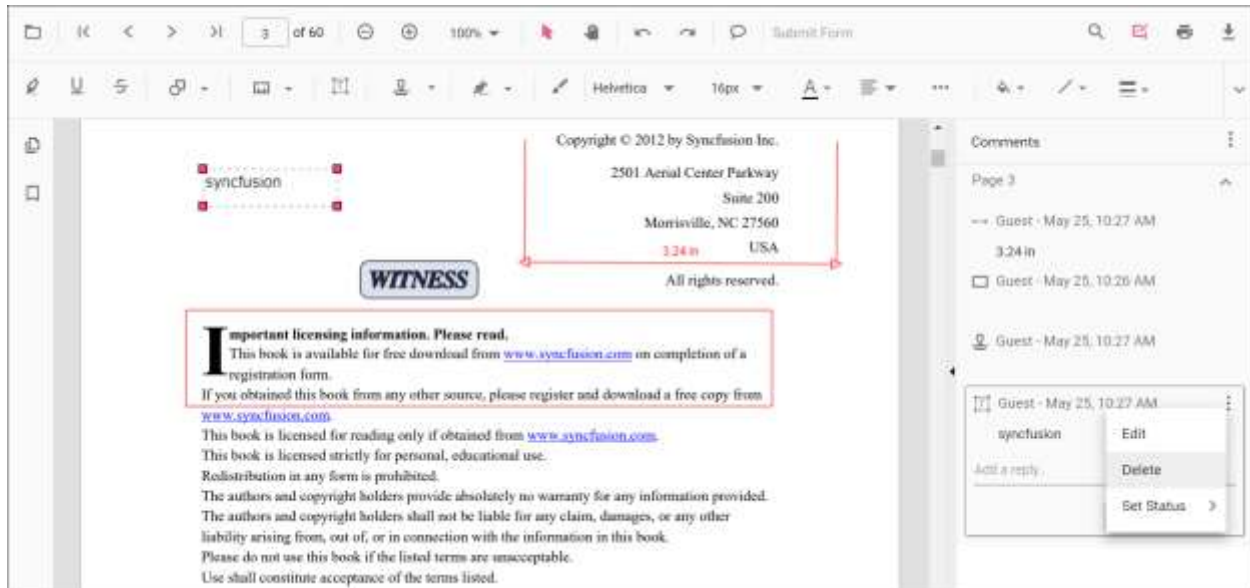 3 of 60 100% Submit Form
Helvetica 16px A
Copyright © 2012 by Syncfusion Inc.
syncfusion
2501 Aerial Center Parkway
Suite 200
Morrisville, NC 27560
3.24 in USA
WITNESS
All rights reserved.
Important licensing information. Please read.
This book is available for free download from www.syncfusion.com on completion of a
registration form.
If you obtained this book from any other source, please register and download a free copy from
www.syncfusion.com.
This book is licensed for reading only if obtained from www.syncfusion.com.
This book is licensed strictly for personal, educational use.
Redistribution in any form is prohibited.
The authors and copyright holders provide absolutely no warranty for any information provided.
The authors and copyright holders shall not be liable for any claim, damages, or any other
liability arising from, out of, or in connection with the information in this book.
Please do not use this book if the listed terms are unacceptable.
Use shall constitute acceptance of the terms listed.
Comments
Page 3
Guest - May 25, 10:27 AM
3.24 in
Guest - May 25, 10:26 AM
Guest - May 25, 10:27 AM
Guest - May 25, 10:27 AM
syncfusion
Add a reply
Edit
Delete
Set Status